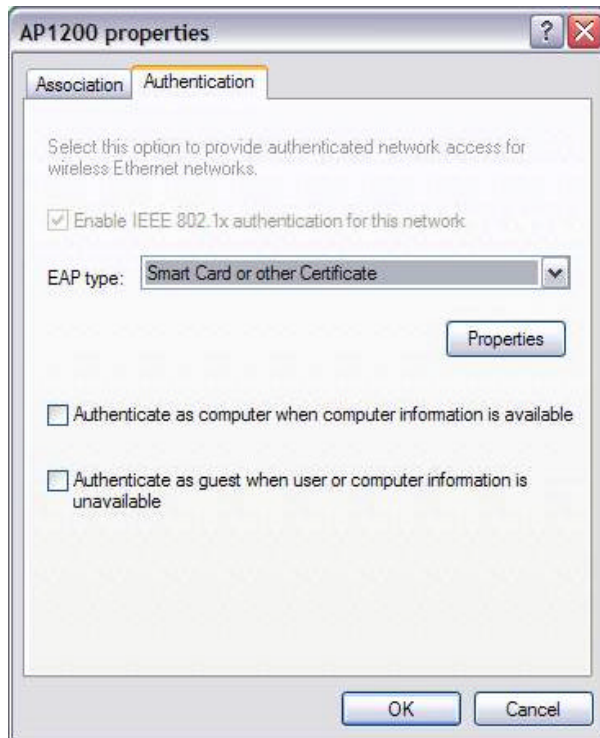 AP1200 properties
Association Authentication
Select this option to provide authenticated network access for
wireless Ethernet networks.
Enable IEEE 802.1x authentication for this network
EAP type: Smart Card or other Certificate
Properties
Authenticate as computer when computer information is available
Authenticate as guest when user or computer information is
unavailable
OK Cancel